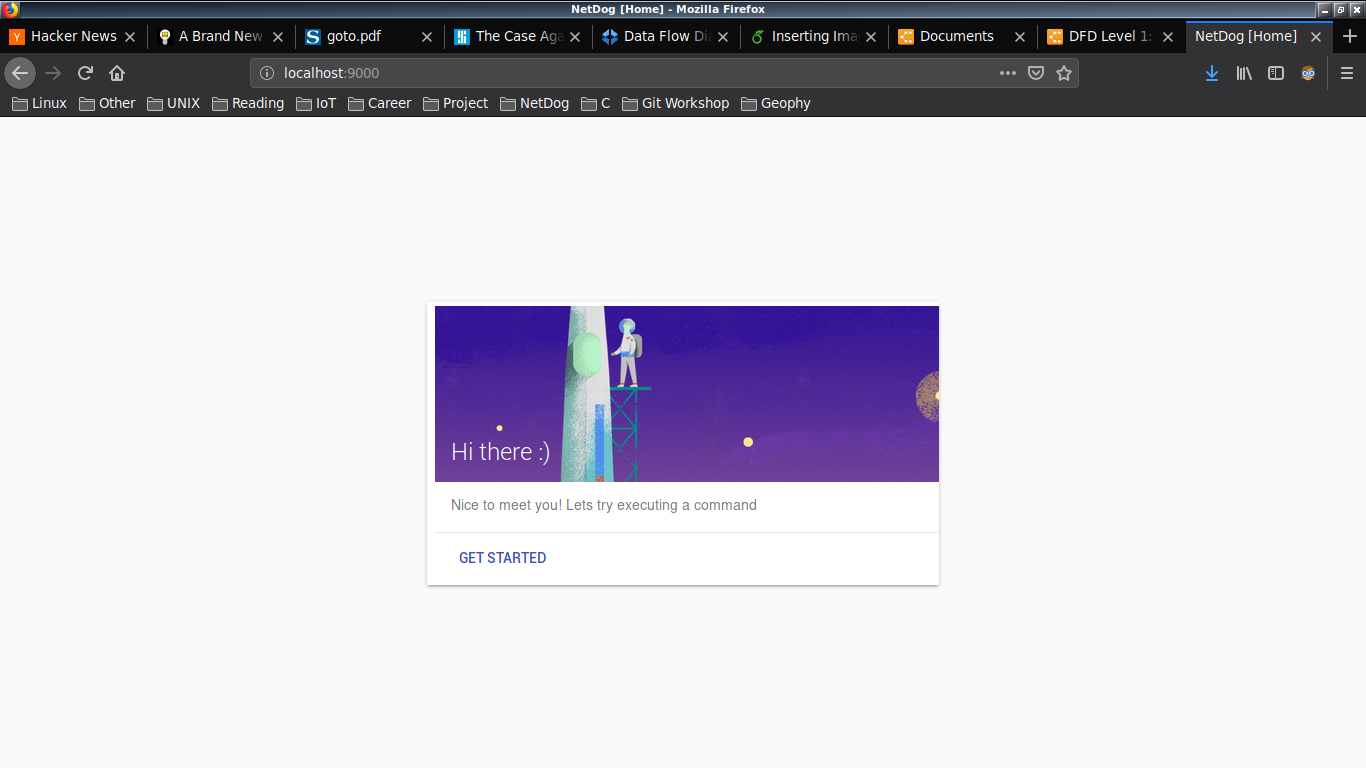 NetDog [Home] - Mozilla Firefox
Hacker News
A Brand New
goto.pdf
The Case Aga
Data Flow Dia
Inserting Ima
Documents
DFD Level 1:
NetDog [Home]
localhost:9000
Linux
Other
UNIX
Reading
IoT
Career
Project
NetDog
C
Git Workshop
Geophy
Hi there :)
Nice to meet you! Lets try executing a command
GET STARTED